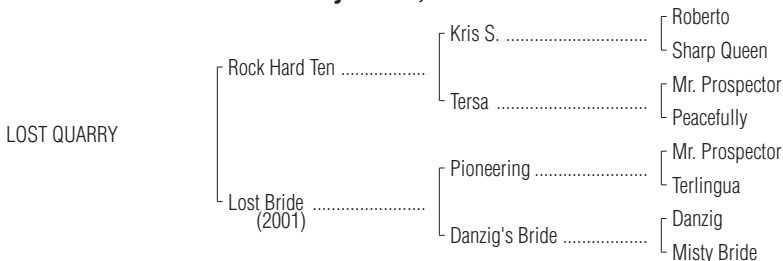 Roberto
Kris S. ......................................
Sharp Queen
Rock Hard Ten ..................
Mr. Prospector
Tersa ........................................
Peacefully
LOST QUARRY
Mr. Prospector
Pioneering ..............................
Terlingua
Lost Bride ........................
(2001)
Danzig
Danzig's Bride ......................
Misty Bride